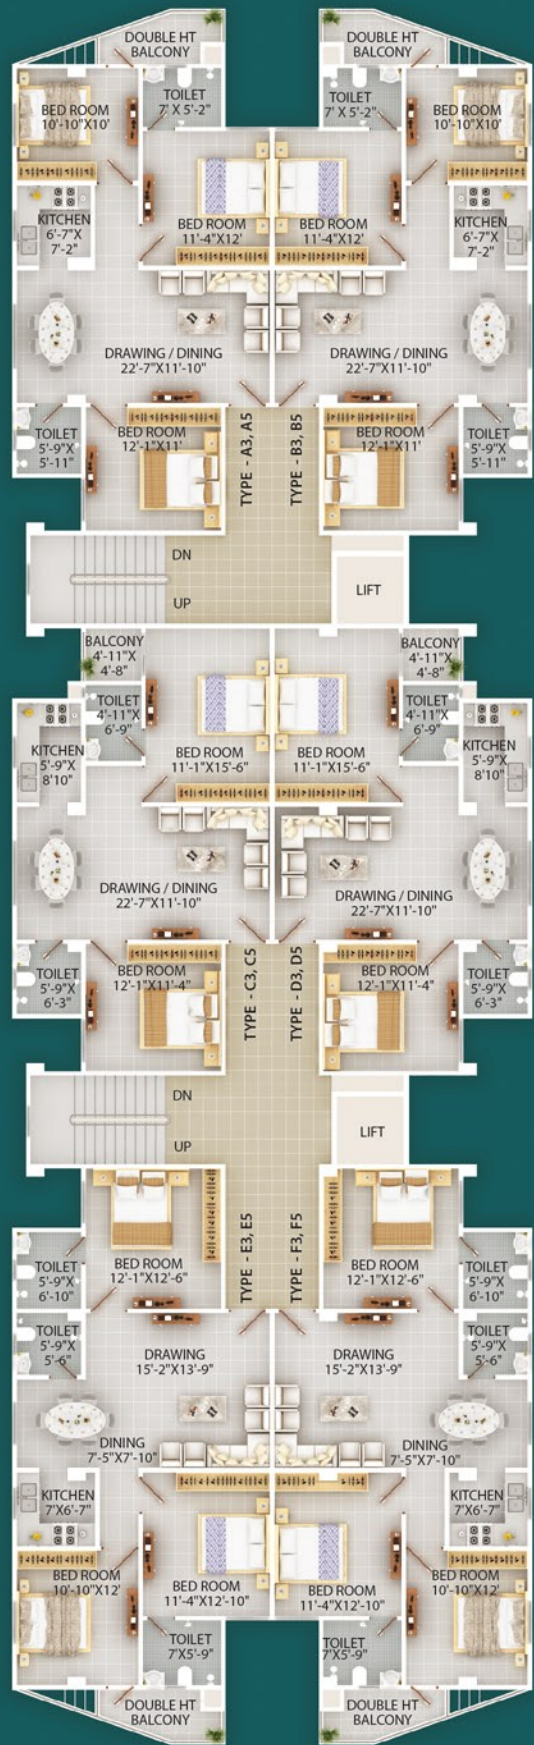 DOUBLE HT
BALCONY
DOUBLE HT
BALCONY
TOILET
7' X 5'-2"
TOILET
7' X 5'-2"
BED ROOM
10'-10"X10'
BED ROOM
10'-10"X10'
KITCHEN
6'-7"X
7'-2"
BED ROOM
11'-4"X12'
BED ROOM
11'-4"X12'
KITCHEN
6'-7"X
7'-2"
DRAWING / DINING
22'-7"X11'-10"
DRAWING / DINING
22'-7"X11'-10"
TOILET
5'-9"X
5'-11"
BED ROOM
12'-1"X11'
TYPE - A3, A5
TYPE - B3, B5
BED ROOM
12'-1"X11'
TOILET
5'-9"X
5'-11"
DN
UP
LIFT
BALCONY
4'-11"X
4'-8"
BALCONY
4'-11"X
4'-8"
TOILET
4'-11"X
6'-9"
TOILET
4'-11"X
6'-9"
KITCHEN
5'-9"X
8'10"
BED ROOM
11'-1"X15'-6"
BED ROOM
11'-1"X15'-6"
KITCHEN
5'-9"X
8'10"
DRAWING / DINING
22'-7"X11'-10"
DRAWING / DINING
22'-7"X11'-10"
TOILET
5'-9"X
6'-3"
BED ROOM
12'-1"X11'-4"
TYPE - C3, C5
TYPE - D3, D5
BED ROOM
12'-1"X11'-4"
TOILET
5'-9"X
6'-3"
DN
UP
LIFT
TOILET
5'-9"X
6'-10"
BED ROOM
12'-1"X12'-6"
TYPE - E3, E5
TYPE - F3, F5
BED ROOM
12'-1"X12'-6"
TOILET
5'-9"X
6'-10"
TOILET
5'-9"X
5'-6"
DRAWING
15'-2"X13'-9"
DRAWING
15'-2"X13'-9"
TOILET
5'-9"X
5'-6"
DINING
7'-5"X7'-10"
DINING
7'-5"X7'-10"
KITCHEN
7'X6'-7"
KITCHEN
7'X6'-7"
BED ROOM
10'-10"X12'
BED ROOM
11'-4"X12'-10"
BED ROOM
11'-4"X12'-10"
BED ROOM
10'-10"X12'
TOILET
7'X5'-9"
TOILET
7'X5'-9"
DOUBLE HT
BALCONY
DOUBLE HT
BALCONY